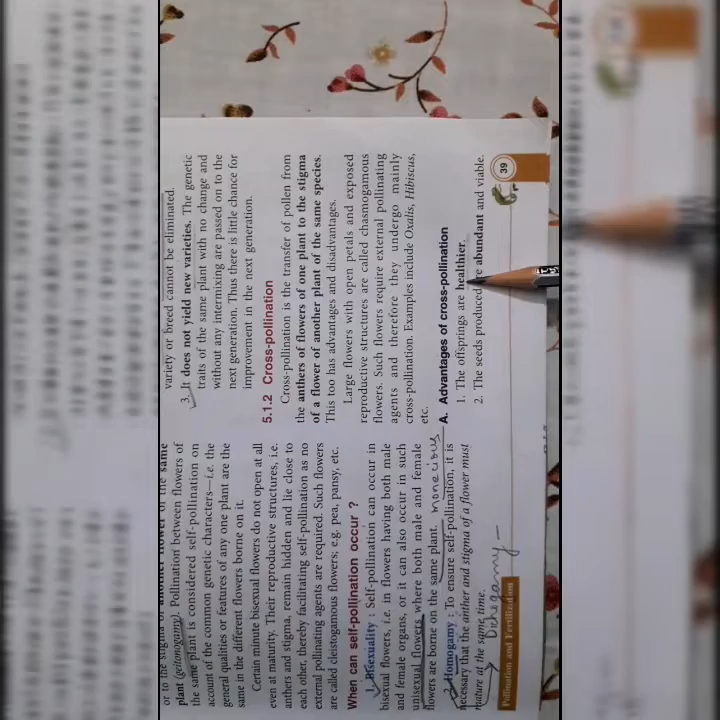 or to the stigma of another flower of the same
plant (geitonogamy). Pollination between flowers of
the same plant is considered self-pollination on
account of the common genetic characters—i.e. the
general qualities or features of any one plant are the
same in the different flowers borne on it.
Certain minute bisexual flowers do not open at all
even at maturity. Their reproductive structures, i.e.
anthers and stigma, remain hidden and lie close to
each other, thereby facilitating self-pollination as no
external pollinating agents are required. Such flowers
are called cleistogamous flowers; e.g. pea, pansy, etc.
When can self-pollination occur ?
1. Bisexuality : Self-pollination can occur in
bisexual flowers, i.e. in flowers having both male
and female organs, or it can also occur in such
unisexual flowers where both male and female
flowers are borne on the same plant. monecious
2. Homogamy : To ensure self-pollination, it is
necessary that the anther and stigma of a flower must
mature at the same time.
→ Dichogamy —
Pollination and Fertilization
variety or breed cannot be eliminated.
3. It does not yield new varieties. The genetic
traits of the same plant with no change and
without any intermixing are passed on to the
next generation. Thus there is little chance for
improvement in the next generation.
5.1.2 Cross-pollination
Cross-pollination is the transfer of pollen from
the anthers of flowers of one plant to the stigma
of a flower of another plant of the same species.
This too has advantages and disadvantages.
Large flowers with open petals and exposed
reproductive structures are called chasmogamous
flowers. Such flowers require external pollinating
agents and therefore they undergo mainly
cross-pollination. Examples include Oxalis, Hibiscus,
etc.
A. Advantages of cross-pollination
1. The offsprings are healthier.
2. The seeds produced are abundant and viable.
39